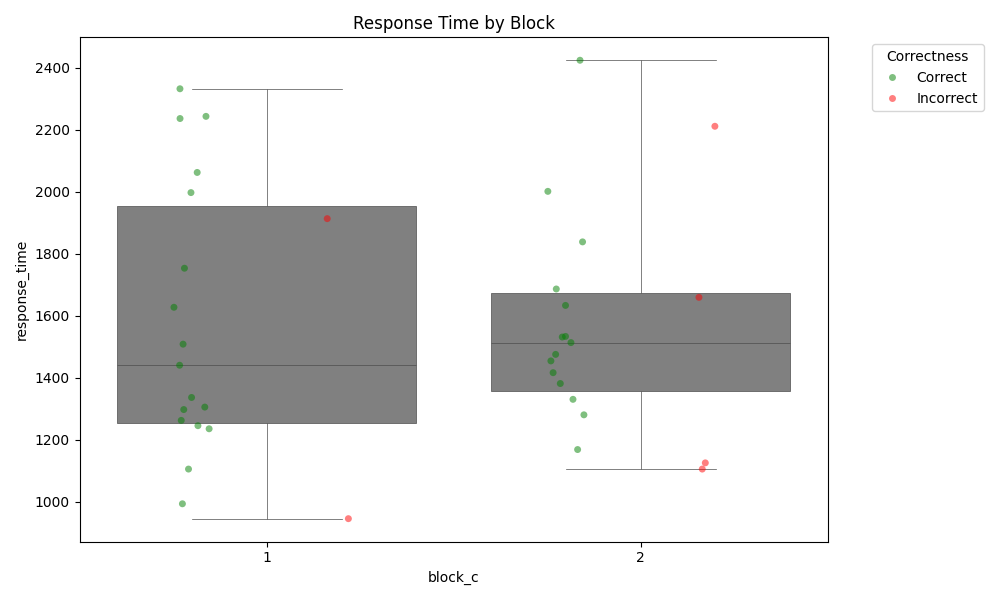 Response Time by Block
Correctness
Correct
Incorrect
response_time
2400
2200
2000
1800
1600
1400
1200
1000
1
2
block_c